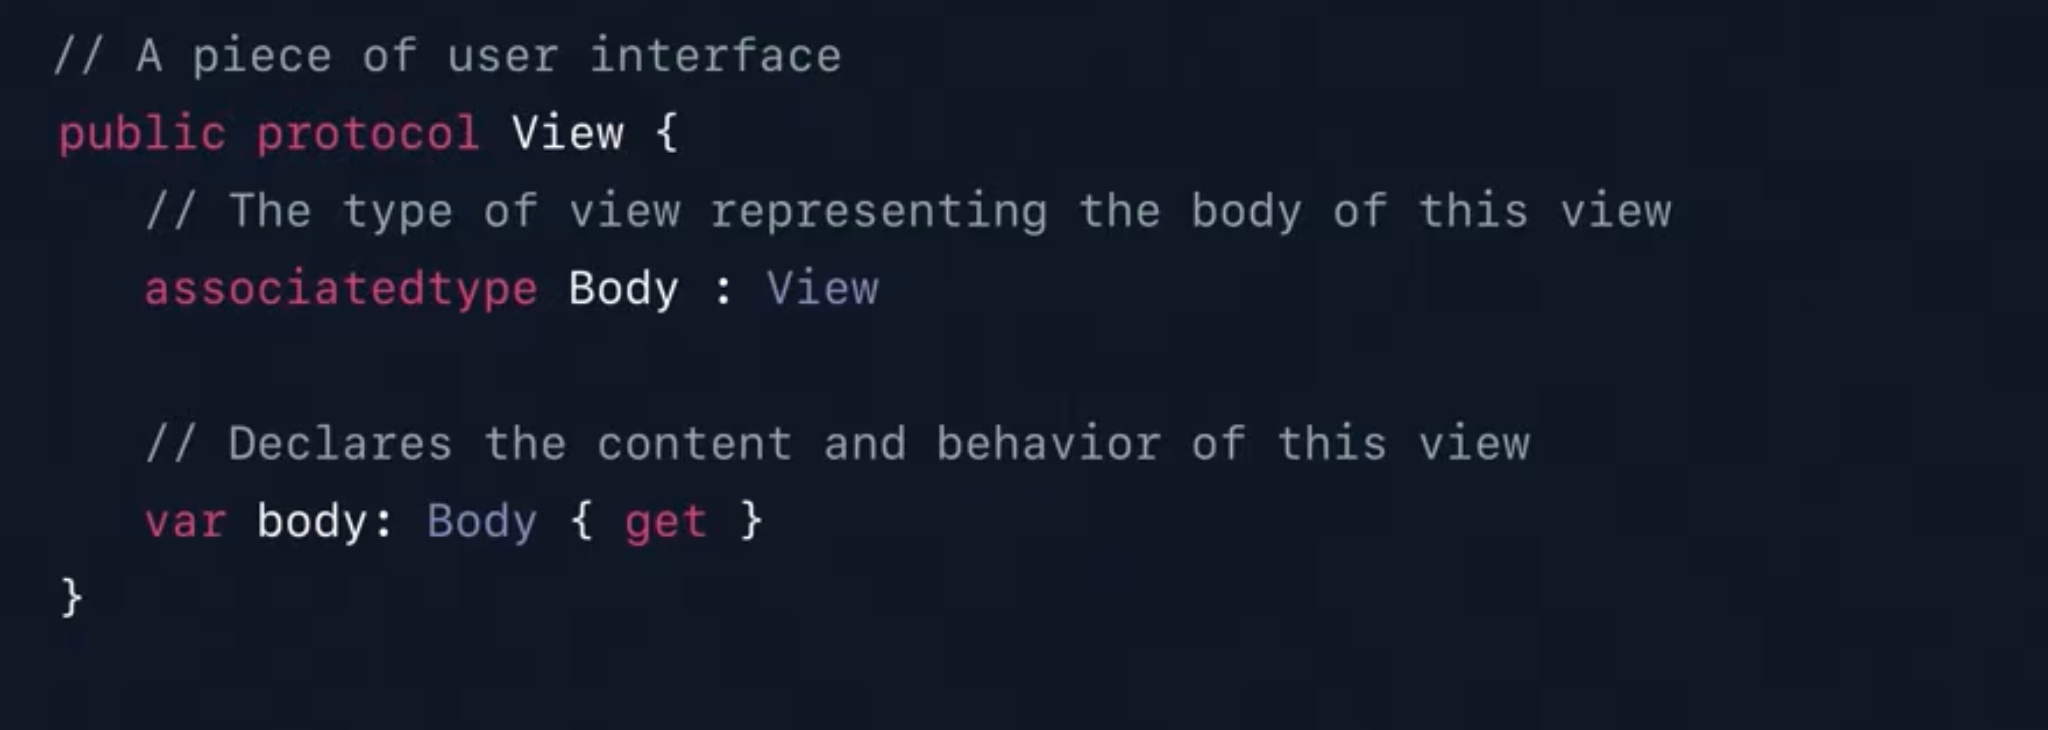 // A piece of user interface
public protocol View {
// The type of view representing the body of this view
associatedtype Body : View
// Declares the content and behavior of this view
var body: Body { get }
}